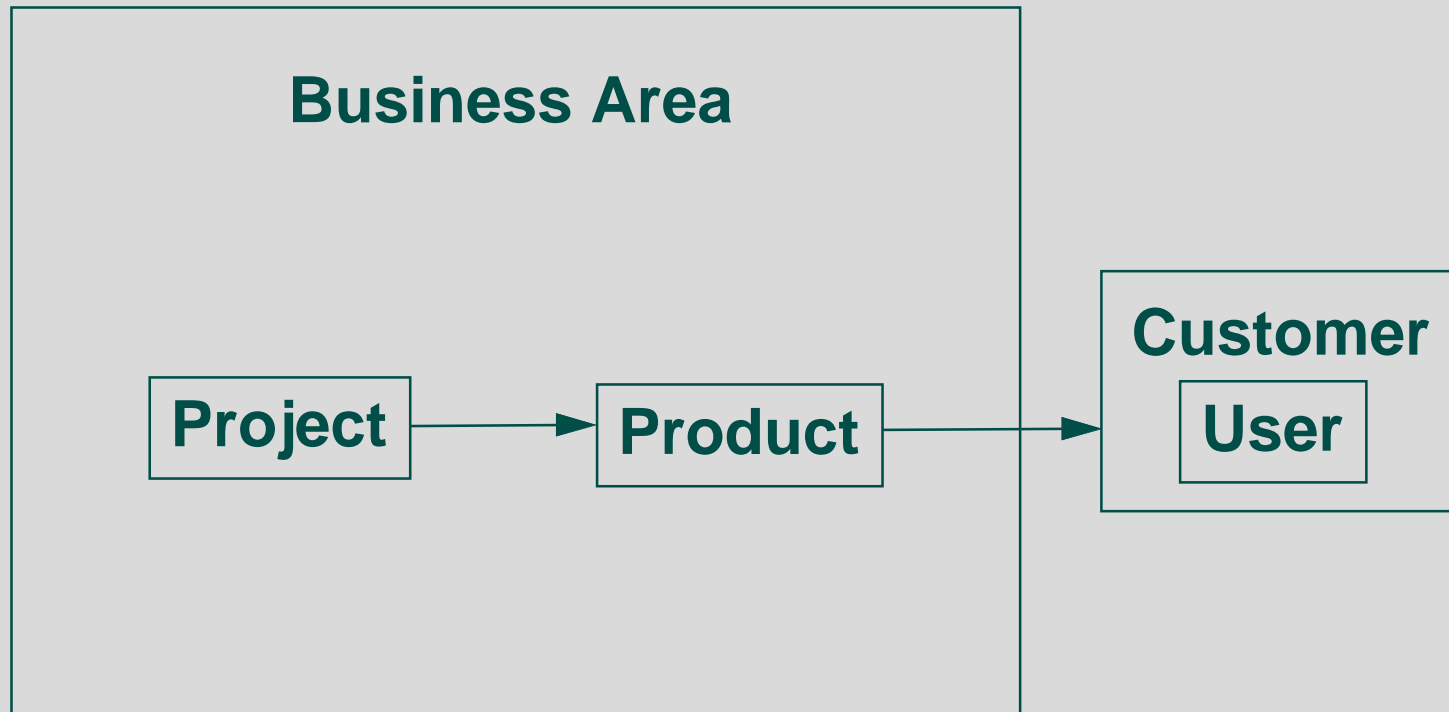 Business Area
Customer
Project
Product
User